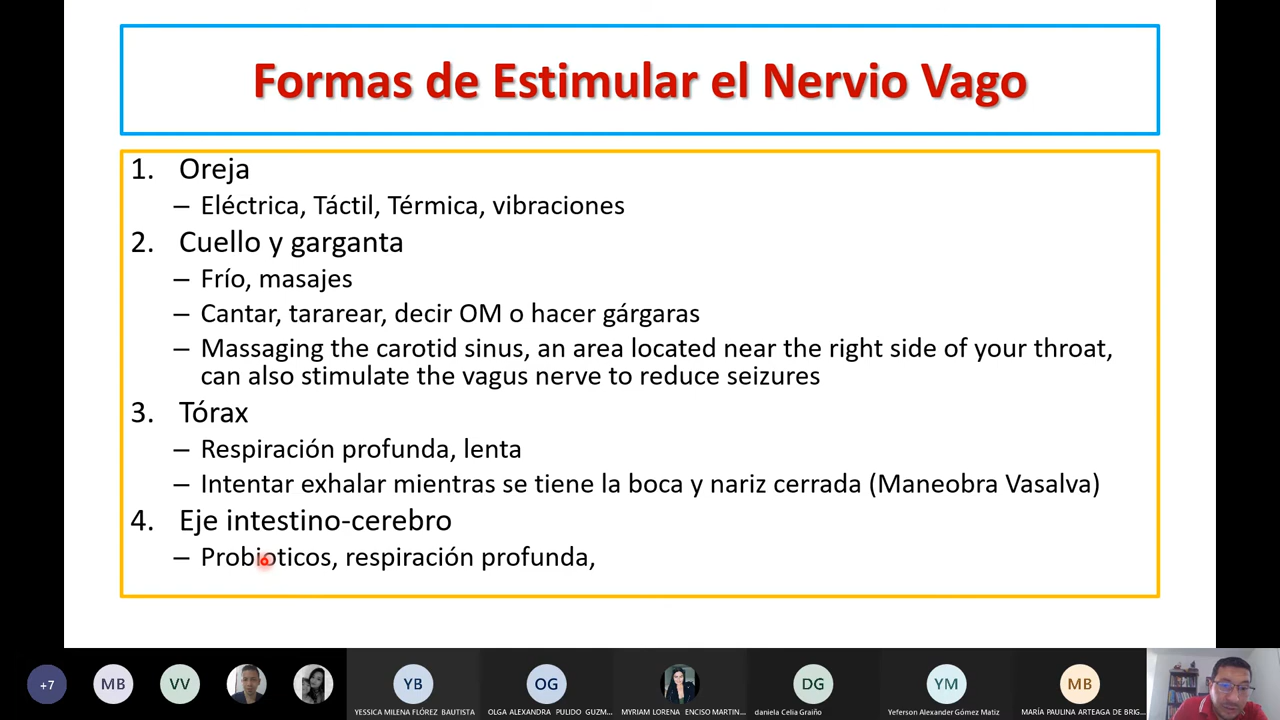 Formas de Estimular el Nervio Vago
1. Oreja
– Eléctrica, Táctil, Térmica, vibraciones
2. Cuello y garganta
– Frío, masajes
– Cantar, tararear, decir OM o hacer gárgaras
– Massaging the carotid sinus, an area located near the right side of your throat,
can also stimulate the vagus nerve to reduce seizures
3. Tórax
– Respiración profunda, lenta
– Intentar exhalar mientras se tiene la boca y nariz cerrada (Maneobra Vasalva)
4. Eje intestino-cerebro
– Probioticos, respiración profunda,
+7 MB VV YB OG DG YM MB
YESSICA MILENA FLÓREZ BAUTISTA OLGA ALEXANDRA PULIDO GUZM... MYRIAM LORENA ENCISO MARTIN... daniela Celia Graiño Yeferson Alexander Gómez Matiz MARÍA PAULINA ARTEAGA DE BRIG...